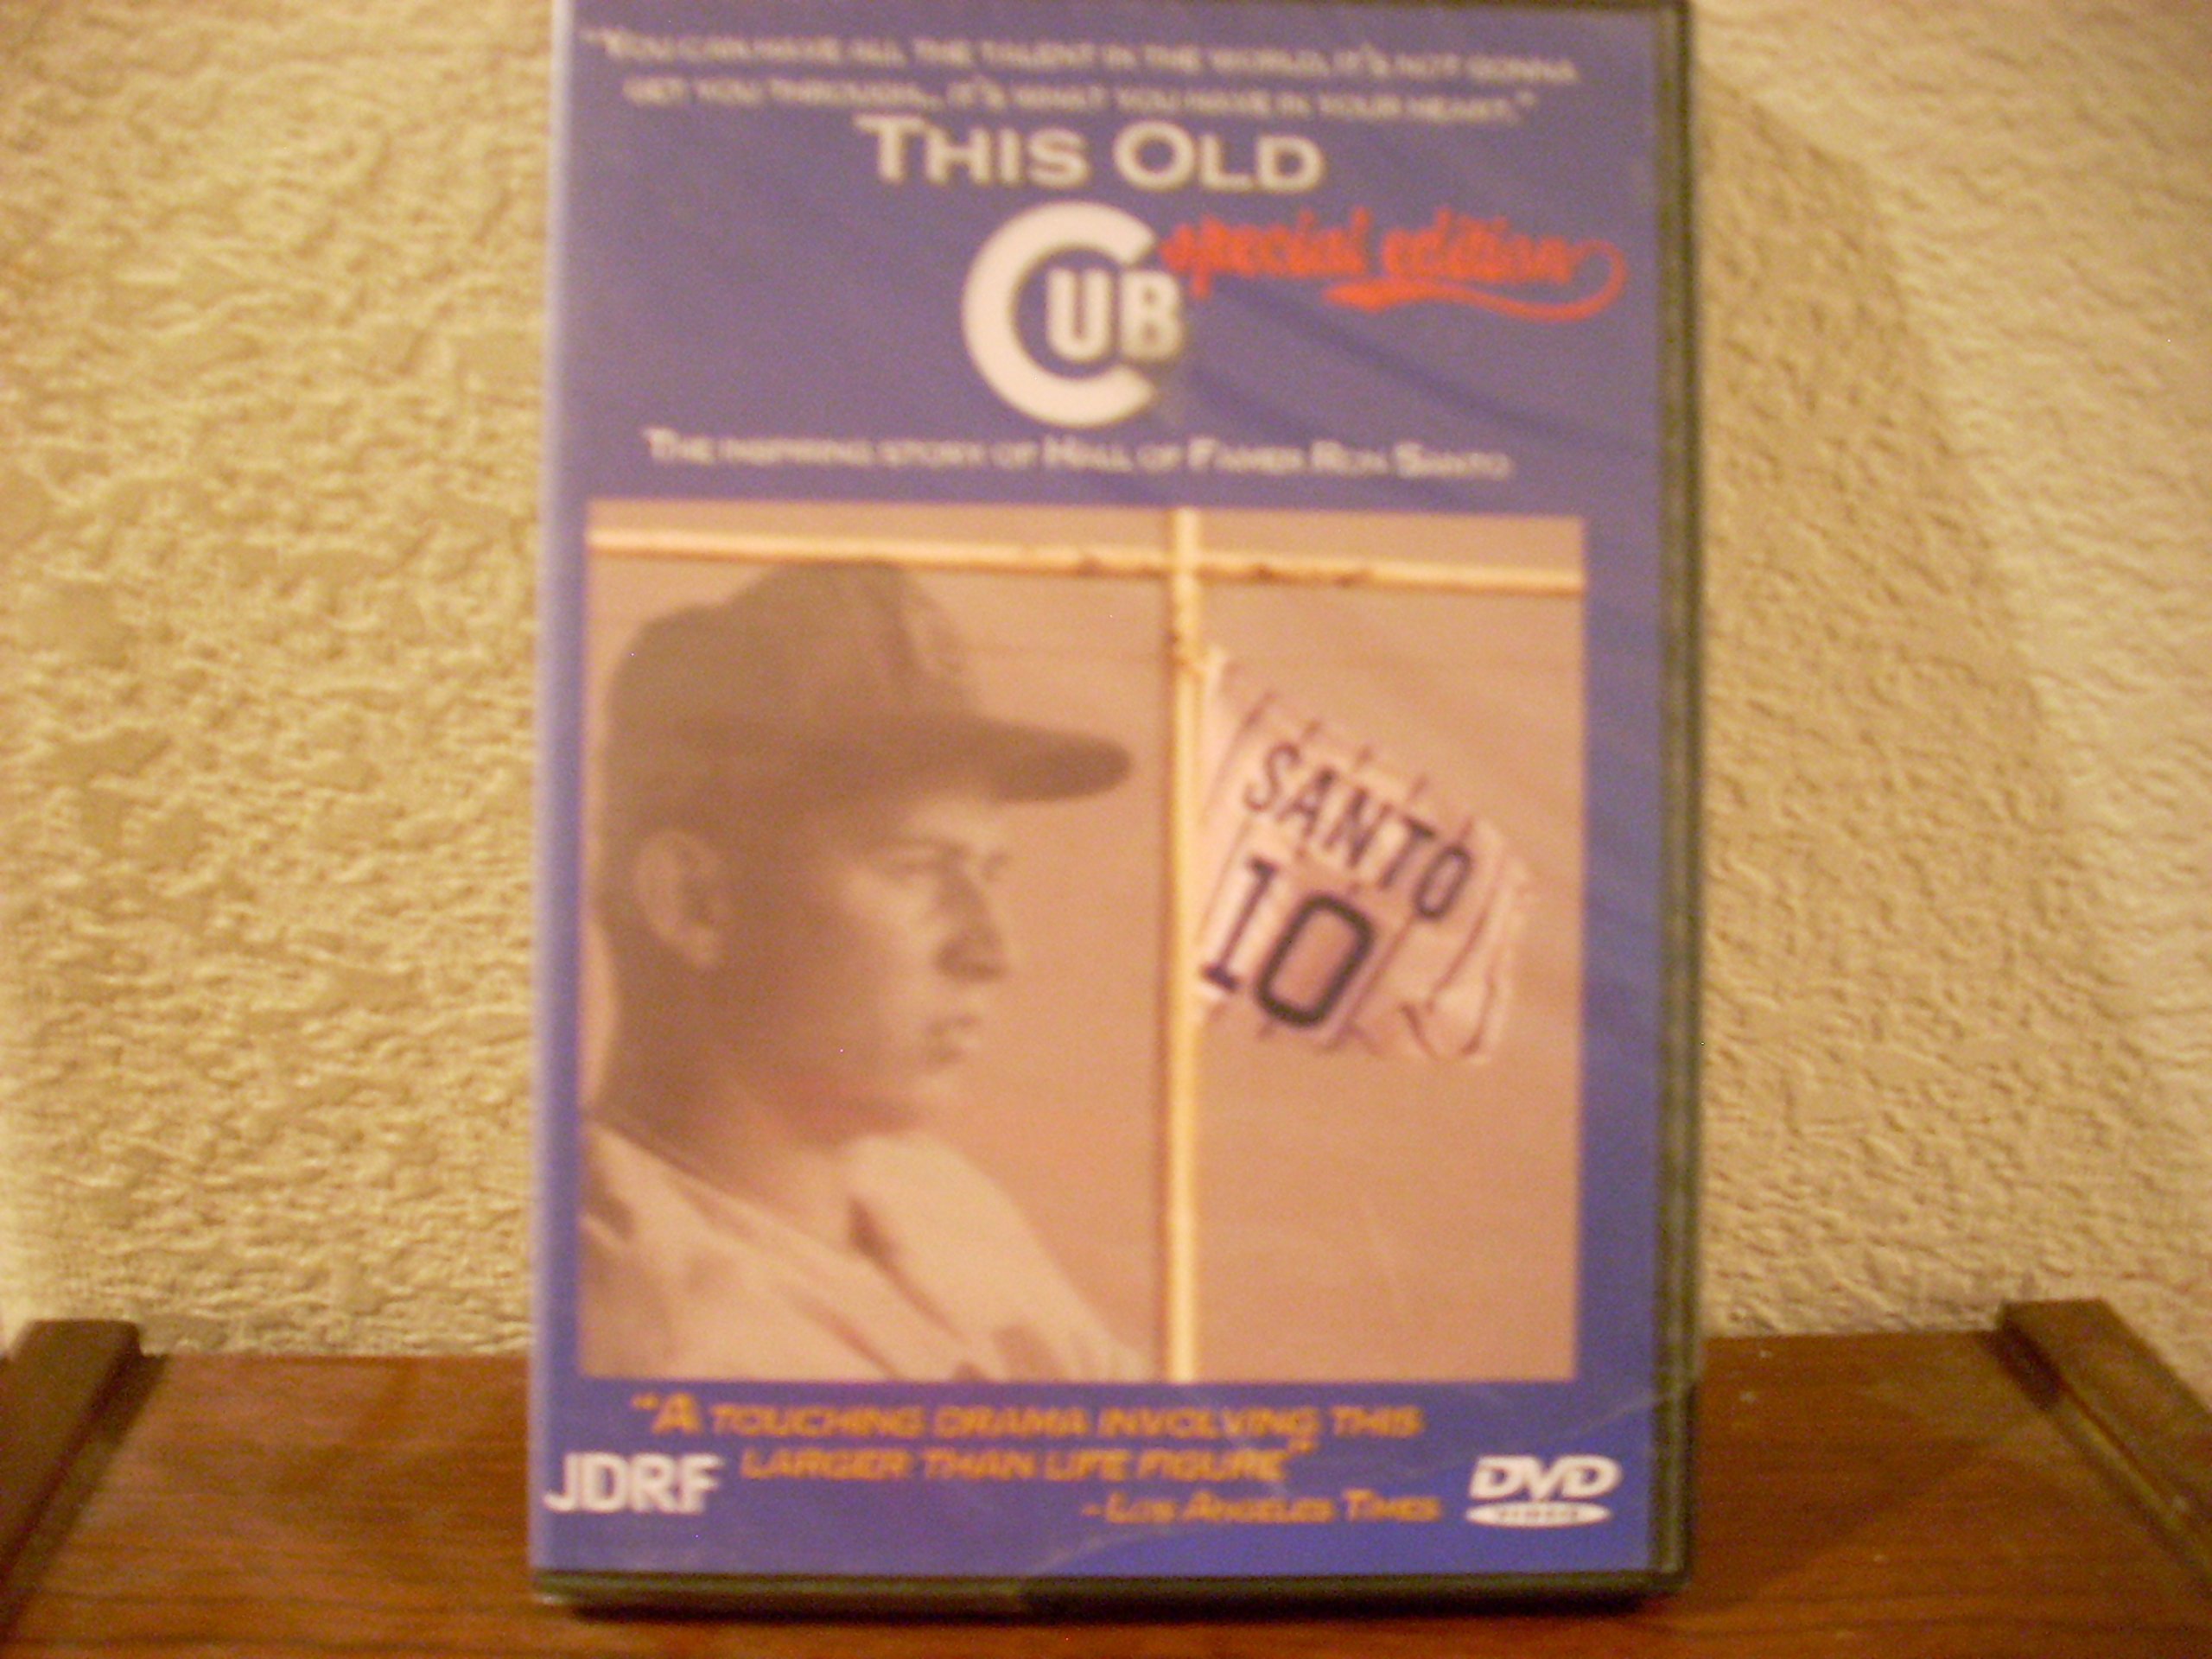 "YOU CAN HAVE ALL THE TALENT IN THE WORLD, IT'S NOT GONNA
GET YOU THROUGH... IT'S WHAT YOU HAVE IN YOUR HEART."
THIS OLD
CUB
special edition
THE INSPIRING STORY OF HALL OF FAMER RON SANTO
SANTO
10
"A TOUCHING DRAMA INVOLVING THIS
LARGER THAN LIFE FIGURE"
-LOS ANGELES TIMES
JDRF
DVD
VIDEO